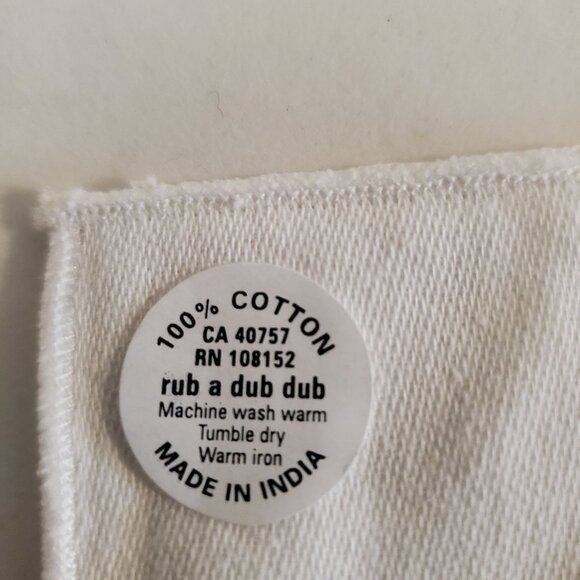 100% COTTON
CA 40757
RN 108152
rub a dub dub
Machine wash warm
Tumble dry
Warm iron
MADE IN INDIA